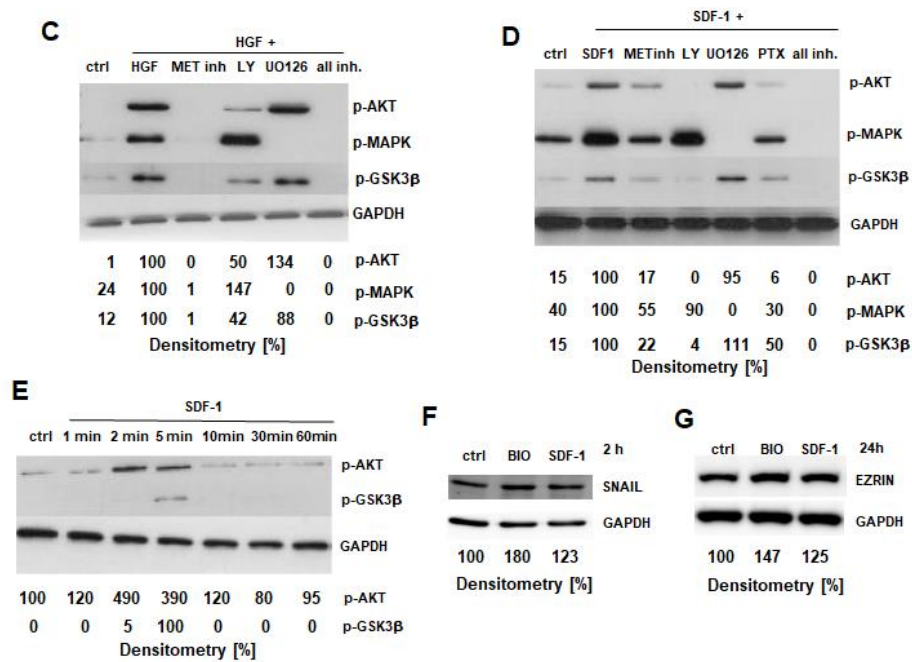 C
HGF +
ctrl HGF MET inh LY UO126 all inh.
p-AKT
p-MAPK
p-GSK3β
GAPDH
1 100 0 50 134 0 p-AKT
24 100 1 147 0 0 p-MAPK
12 100 1 42 88 0 p-GSK3β
Densitometry [%]
D
SDF-1 +
ctrl SDF1 METinh LY UO126 PTX all inh.
p-AKT
p-MAPK
p-GSK3β
GAPDH
15 100 17 0 95 6 0 p-AKT
40 100 55 90 0 30 0 p-MAPK
15 100 22 4 111 50 0 p-GSK3β
Densitometry [%]
E
SDF-1
ctrl 1 min 2 min 5 min 10min 30min 60min
p-AKT
p-GSK3β
GAPDH
100 120 490 390 120 80 95 p-AKT
0 0 5 100 0 0 0 p-GSK3β
Densitometry [%]
F
ctrl BIO SDF-1 2 h
SNAIL
GAPDH
100 180 123
Densitometry [%]
G
ctrl BIO SDF-1 24h
EZRIN
GAPDH
100 147 125
Densitometry [%]